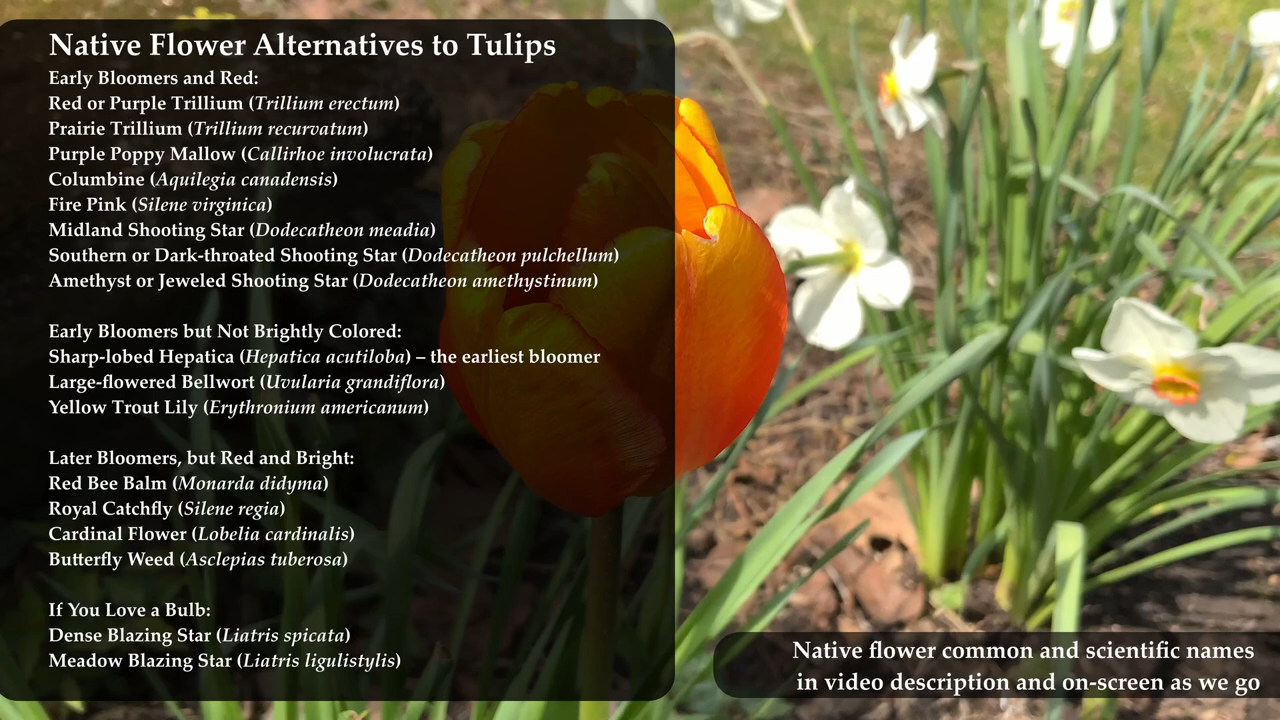 Native Flower Alternatives to Tulips
Early Bloomers and Red:
Red or Purple Trillium (Trillium erectum)
Prairie Trillium (Trillium recurvatum)
Purple Poppy Mallow (Callirhoe involucrata)
Columbine (Aquilegia canadensis)
Fire Pink (Silene virginica)
Midland Shooting Star (Dodecatheon meadia)
Southern or Dark-throated Shooting Star (Dodecatheon pulchellum)
Amethyst or Jeweled Shooting Star (Dodecatheon amethystinum)
Early Bloomers but Not Brightly Colored:
Sharp-lobed Hepatica (Hepatica acutiloba) – the earliest bloomer
Large-flowered Bellwort (Uvularia grandiflora)
Yellow Trout Lily (Erythronium americanum)
Later Bloomers, but Red and Bright:
Red Bee Balm (Monarda didyma)
Royal Catchfly (Silene regia)
Cardinal Flower (Lobelia cardinalis)
Butterfly Weed (Asclepias tuberosa)
If You Love a Bulb:
Dense Blazing Star (Liatris spicata)
Meadow Blazing Star (Liatris ligulistylis)
Native flower common and scientific names
in video description and on-screen as we go